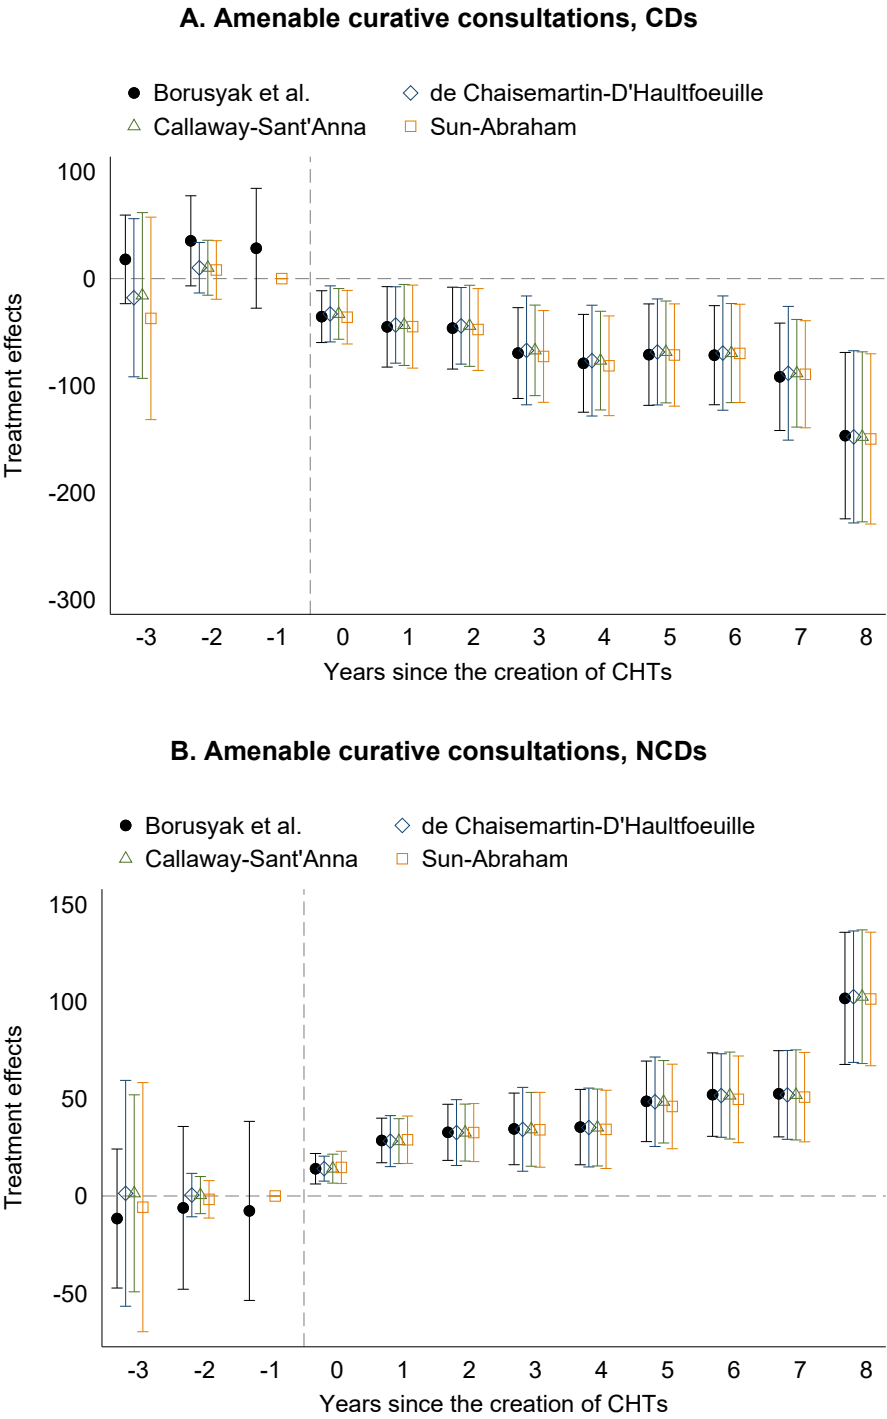 A. Amenable curative consultations, CDs
Borusyak et al. de Chaisemartin-D'Haultfoeuille
Callaway-Sant'Anna Sun-Abraham
100
0
-100
-200
-300
Treatment effects
-3 -2 -1 0 1 2 3 4 5 6 7 8
Years since the creation of CHTs
B. Amenable curative consultations, NCDs
Borusyak et al. de Chaisemartin-D'Haultfoeuille
Callaway-Sant'Anna Sun-Abraham
150
100
50
0
-50
Treatment effects
-3 -2 -1 0 1 2 3 4 5 6 7 8
Years since the creation of CHTs